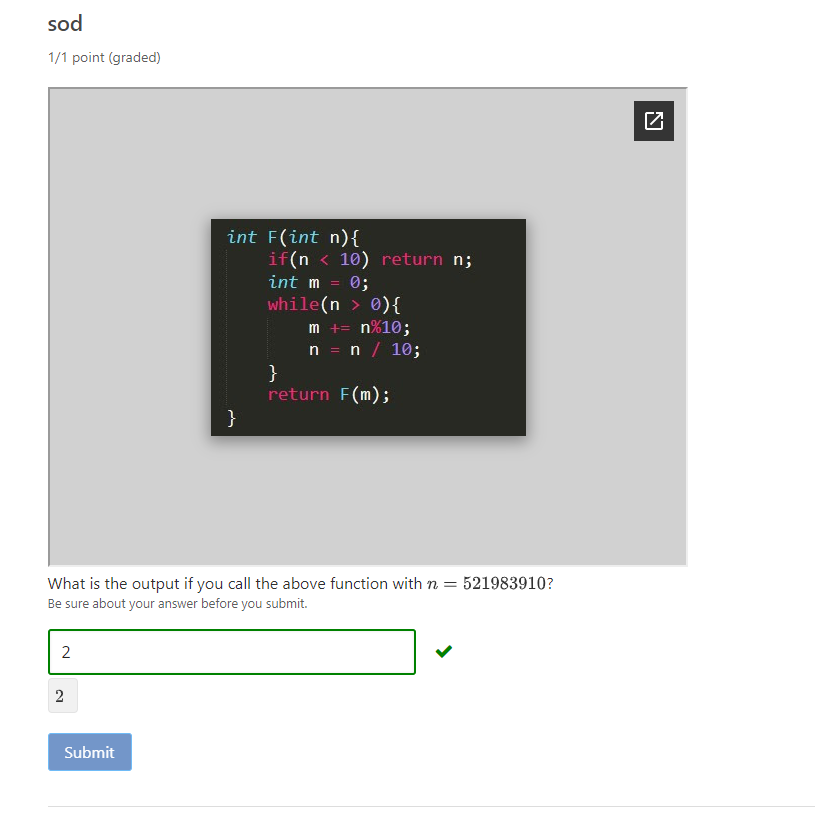 sod
1/1 point (graded)
int F(int n){
if(n < 10) return n;
int m = 0;
while(n > 0){
m += n%10;
n = n / 10;
}
return F(m);
}
What is the output if you call the above function with n = 521983910?
Be sure about your answer before you submit.
2
2
Submit